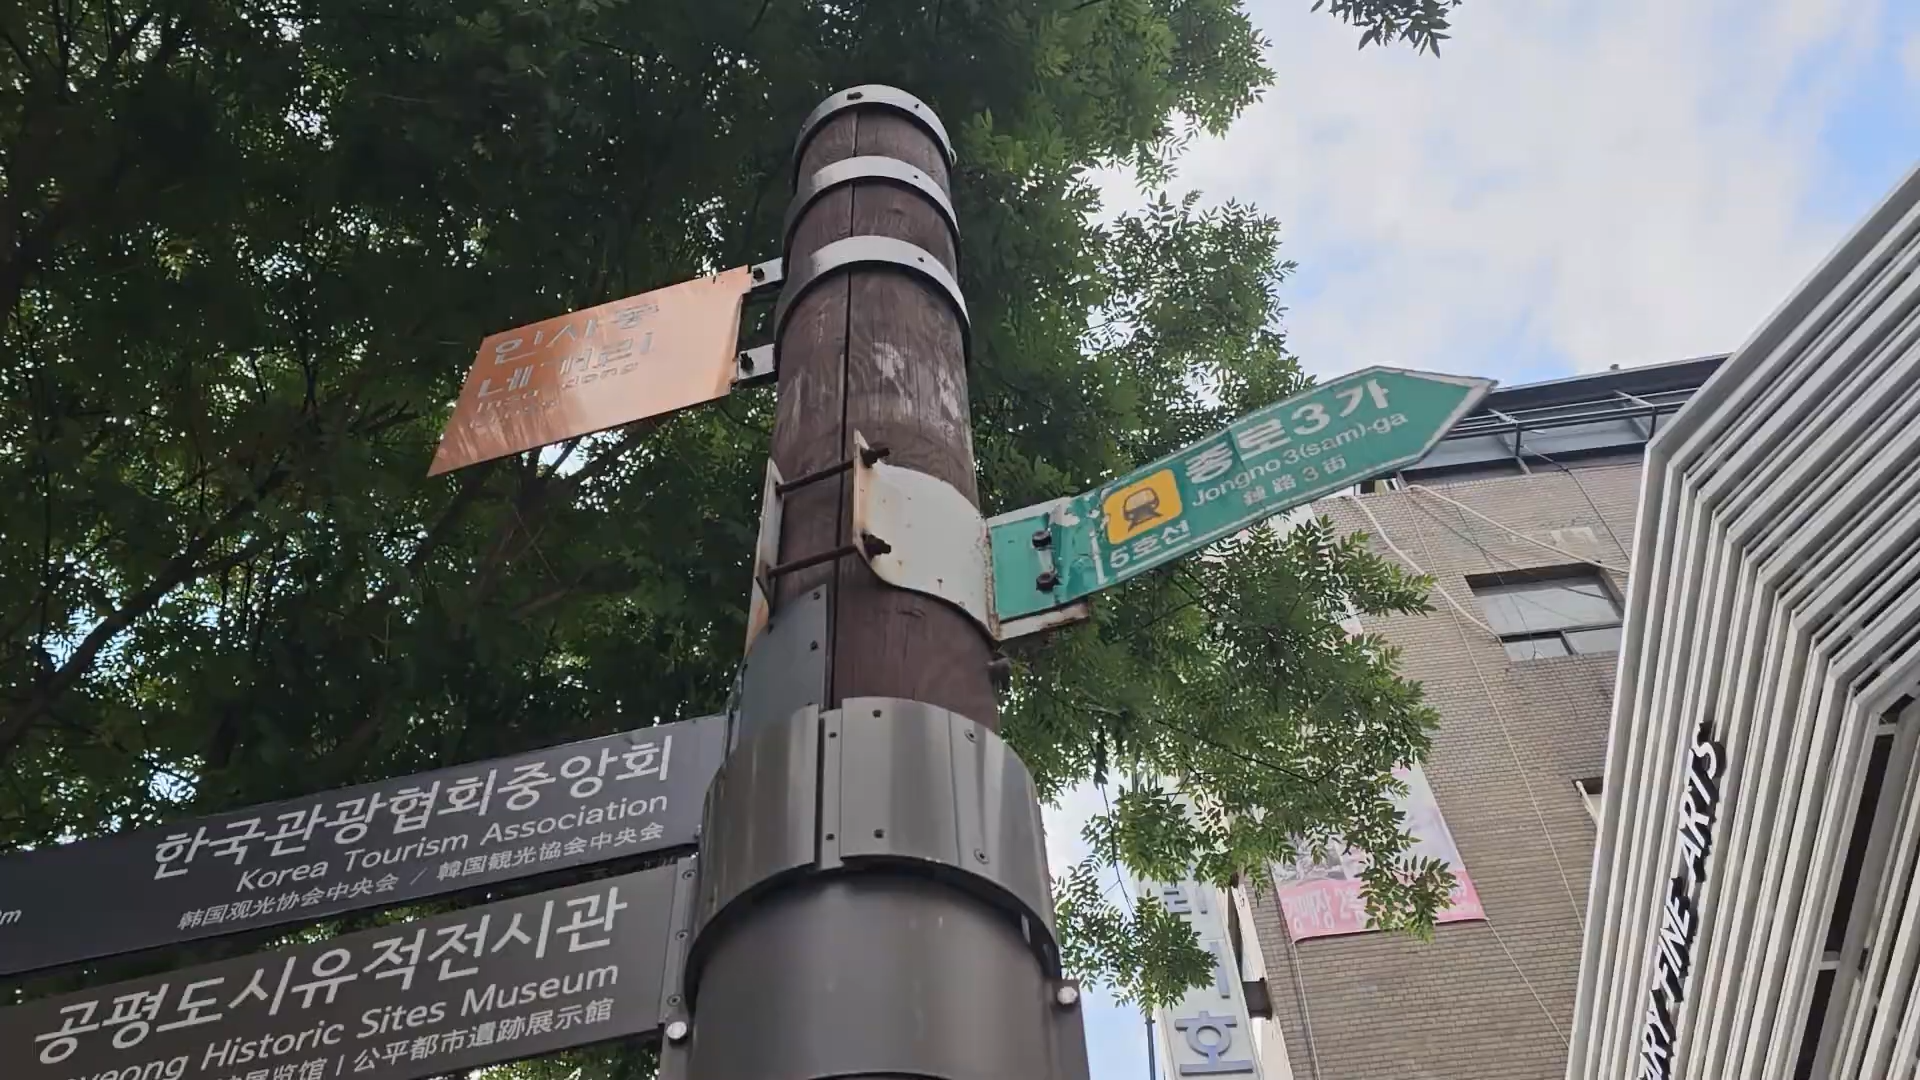 인사동
네거리
종로3가
Jongno 3(sam)-ga
鍾路3街
5호선
한국관광협회중앙회
Korea Tourism Association
韩国观光协会中央会 / 韓国観光協会中央会
공평도시유적전시관
Historic Sites Museum
展览馆 | 公平都市遺跡展示館
FINE ARTS